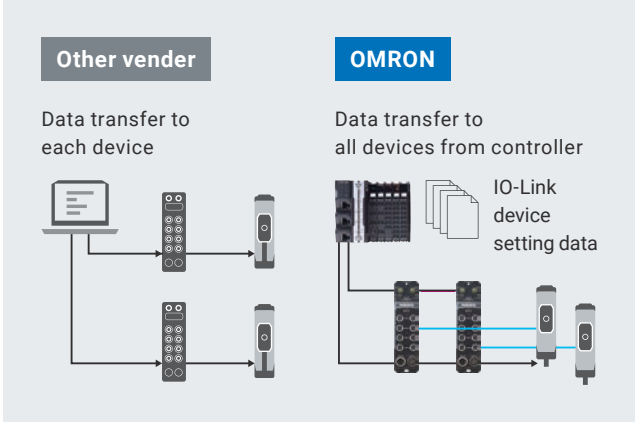 Other vender
Data transfer to
each device
OMRON
Data transfer to
all devices from controller
IO-Link
device
setting data